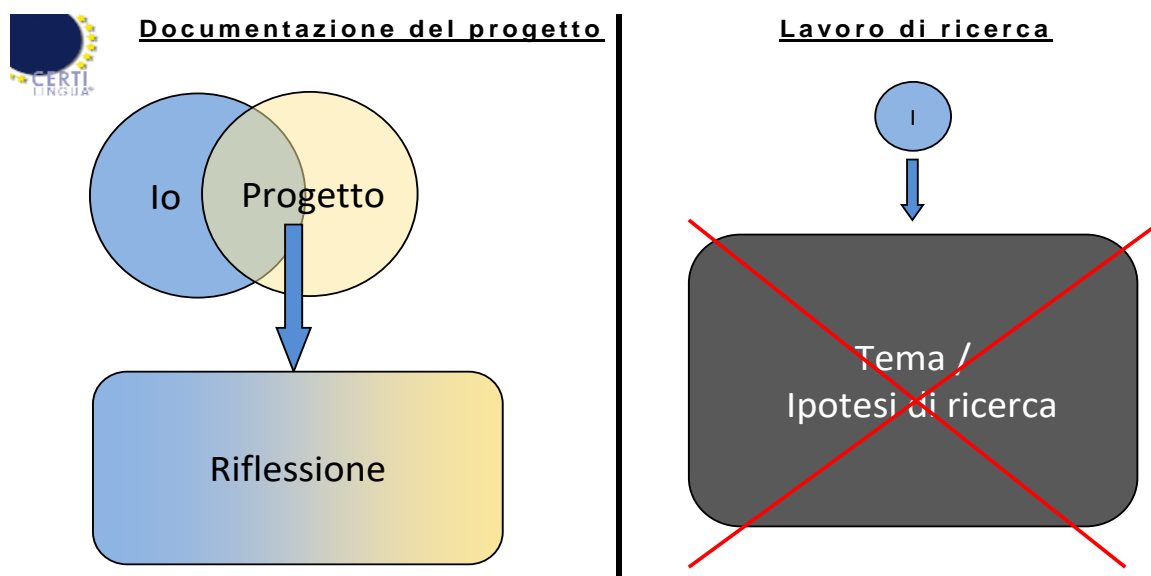 Documentazione del progetto
Lavoro di ricerca
CERTI
LINGUA®
Io
Progetto
Riflessione
I
Tema /
Ipotesi di ricerca